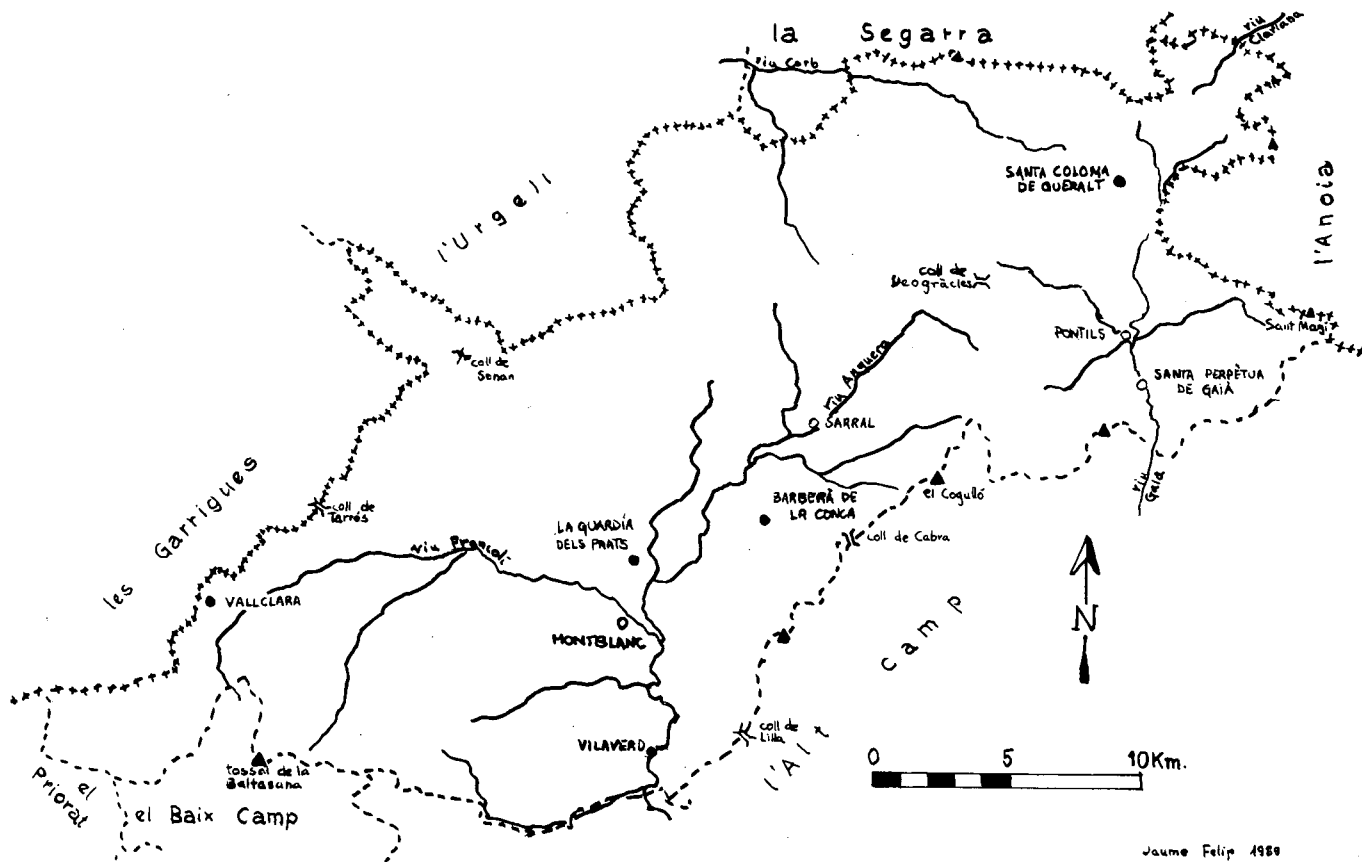 la Segarra
riu Clariana
riu Corb
SANTA COLOMA
DE QUERALT
l'Anoia
l'Urgell
coll de
Deogràcies
Sant Magí
PONTILS
coll de
Senan
SANTA PERPÈTUA
DE GAIÀ
riu Anguera
SARRAL
les Garrigues
coll de
Tarrés
el Cogulló
riu Gaià
BARBERÀ DE
LA CONCA
LA GUARDÍA
DELS PRATS
coll de Cabra
riu Francolí
VALLCLARA
MONTBLANC
N
l'Alt Camp
coll de
Lilla
VILAVERD
0 5 10Km.
tossal de la
Baltasana
el
Priorat
el Baix Camp
Jaume Felip 1980